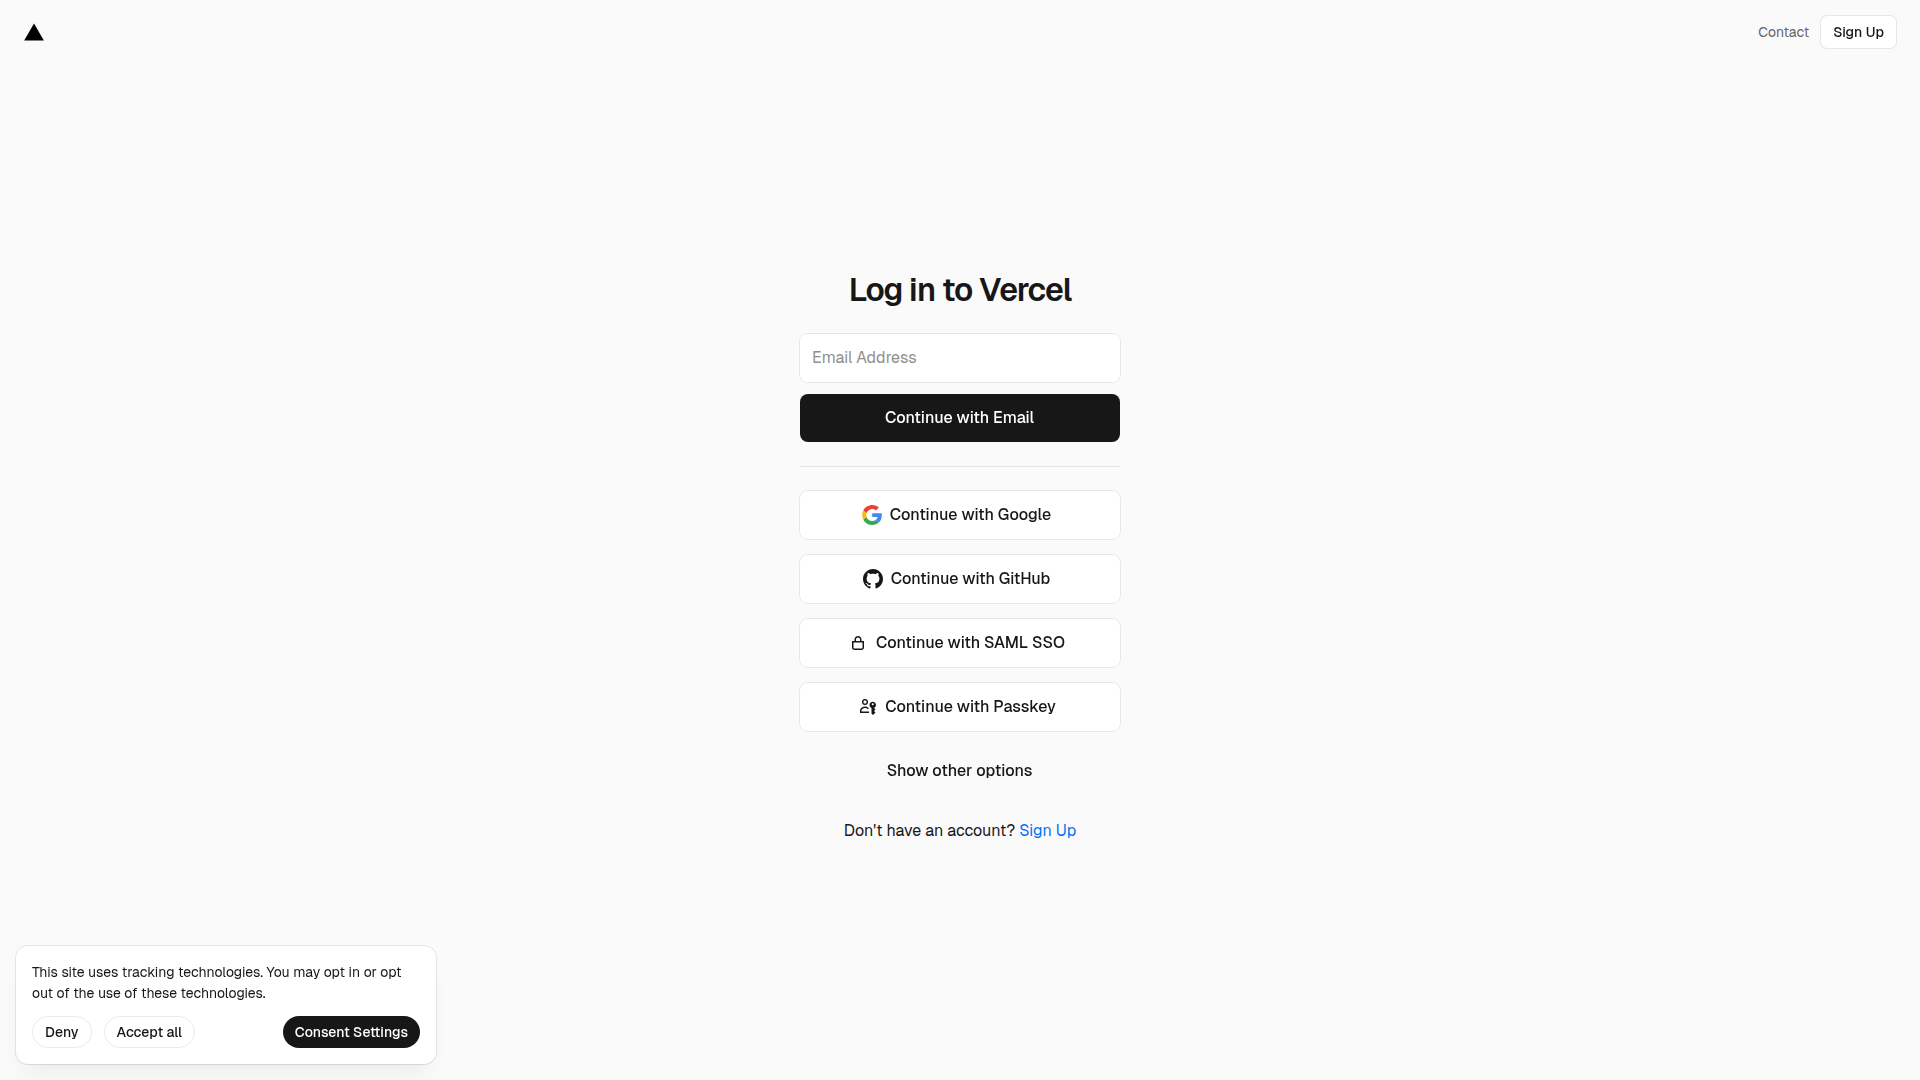 Contact
Sign Up
Log in to Vercel
Email Address
Continue with Email
Continue with Google
Continue with GitHub
Continue with SAML SSO
Continue with Passkey
Show other options
Don't have an account? Sign Up
This site uses tracking technologies. You may opt in or opt
out of the use of these technologies.
Deny
Accept all
Consent Settings